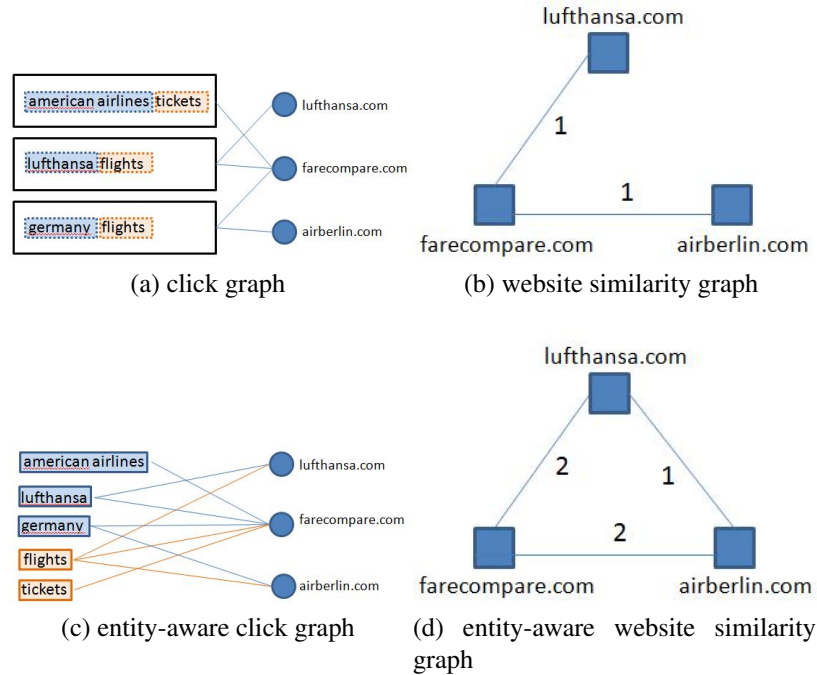 american airlines tickets
lufthansa flights
germany flights
lufthansa.com
farecompare.com
airberlin.com
(a) click graph
lufthansa.com
1
1
farecompare.com airberlin.com
(b) website similarity graph
american airlines
lufthansa
germany
flights
tickets
lufthansa.com
farecompare.com
airberlin.com
(c) entity-aware click graph
lufthansa.com
2
1
2
farecompare.com airberlin.com
(d) entity-aware website similarity
graph